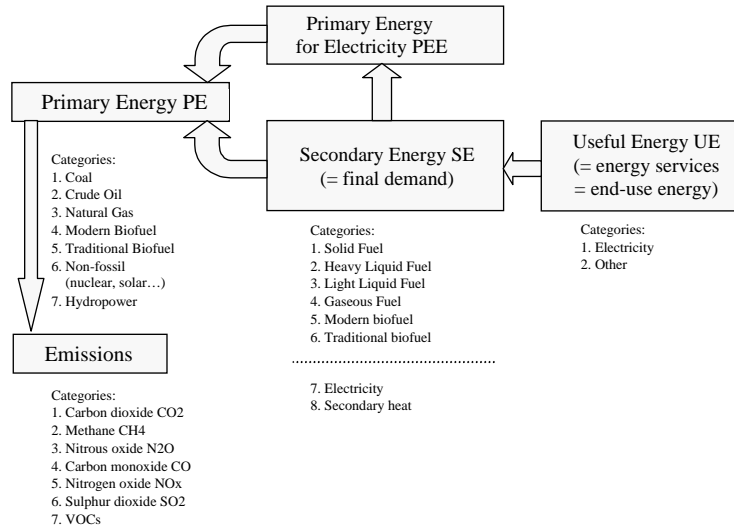 Primary Energy
for Electricity PEE
Primary Energy PE
Secondary Energy SE
(= final demand)
Useful Energy UE
(= energy services
= end-use energy)
Categories:
1. Coal
2. Crude Oil
3. Natural Gas
4. Modern Biofuel
5. Traditional Biofuel
6. Non-fossil
(nuclear, solar…)
7. Hydropower
Categories:
1. Solid Fuel
2. Heavy Liquid Fuel
3. Light Liquid Fuel
4. Gaseous Fuel
5. Modern biofuel
6. Traditional biofuel
7. Electricity
8. Secondary heat
Categories:
1. Electricity
2. Other
Emissions
Categories:
1. Carbon dioxide CO2
2. Methane CH4
3. Nitrous oxide N2O
4. Carbon monoxide CO
5. Nitrogen oxide NOx
6. Sulphur dioxide SO2
7. VOCs